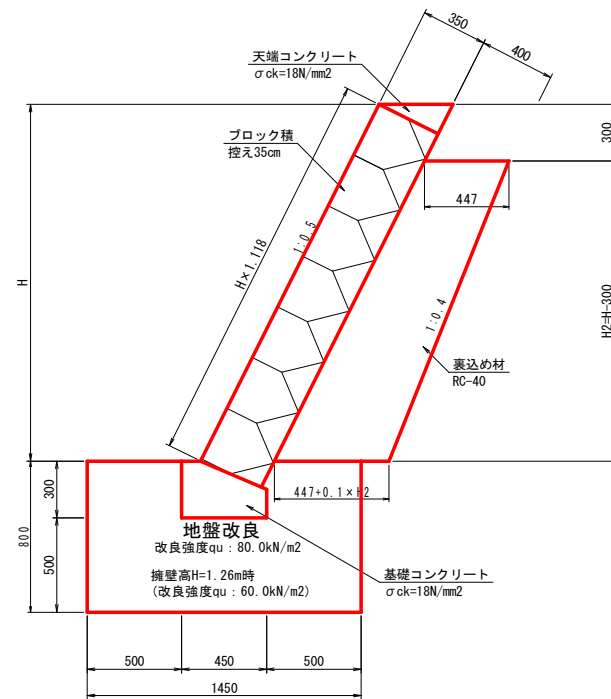 350
400
天端コンクリート
σck=18N/mm2
ブロック積
控え35cm
300
447
H×1.118
1:0.5
H
1:0.4
H2=H-300
裏込め材
RC-40
447+0.1×H2
300
800
500
地盤改良
改良強度qu：80.0kN/m2
擁壁高H=1.26m時
(改良強度qu：60.0kN/m2)
基礎コンクリート
σck=18N/mm2
500
450
500
1450